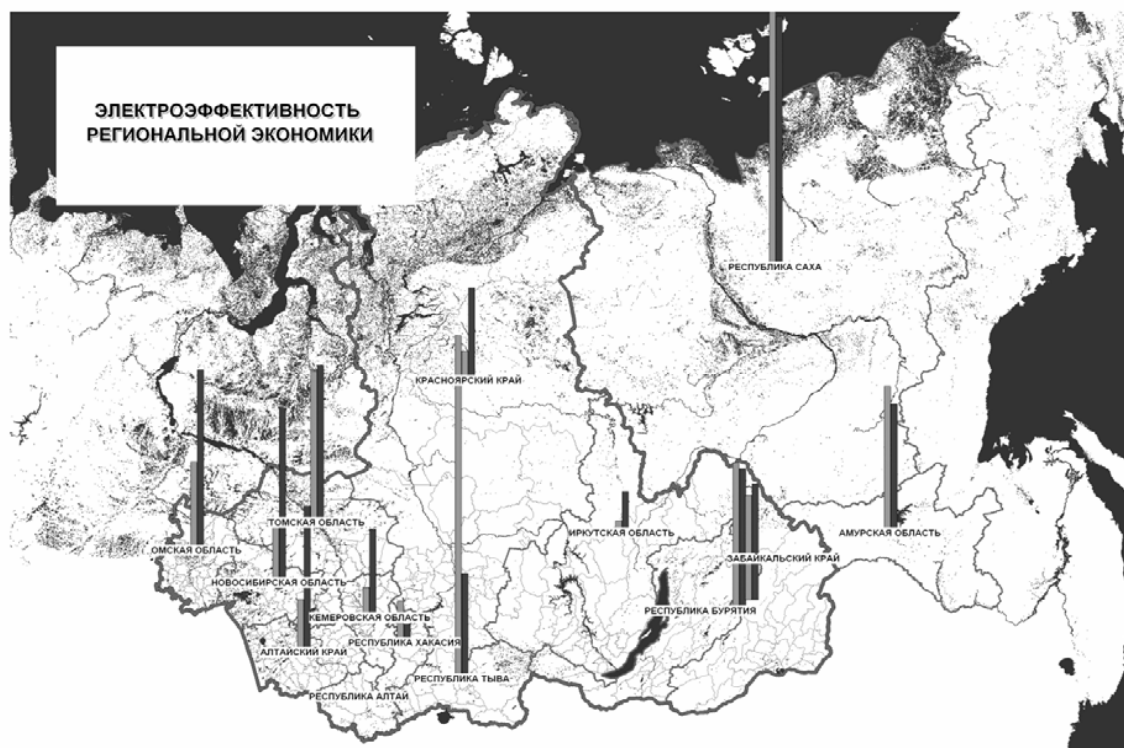 ЭЛЕКТРОЭФФЕКТИВНОСТЬ
РЕГИОНАЛЬНОЙ ЭКОНОМИКИ
РЕСПУБЛИКА САХА
КРАСНОЯРСКИЙ КРАЙ
ТОМСКАЯ ОБЛАСТЬ
ИРКУТСКАЯ ОБЛАСТЬ
АМУРСКАЯ ОБЛАСТЬ
ОМСКАЯ ОБЛАСТЬ
ЗАБАЙКАЛЬСКИЙ КРАЙ
НОВОСИБИРСКАЯ ОБЛАСТЬ
РЕСПУБЛИКА БУРЯТИЯ
КЕМЕРОВСКАЯ ОБЛАСТЬ
РЕСПУБЛИКА ХАКАСИЯ
АЛТАЙСКИЙ КРАЙ
РЕСПУБЛИКА ТЫВА
РЕСПУБЛИКА АЛТАЙ